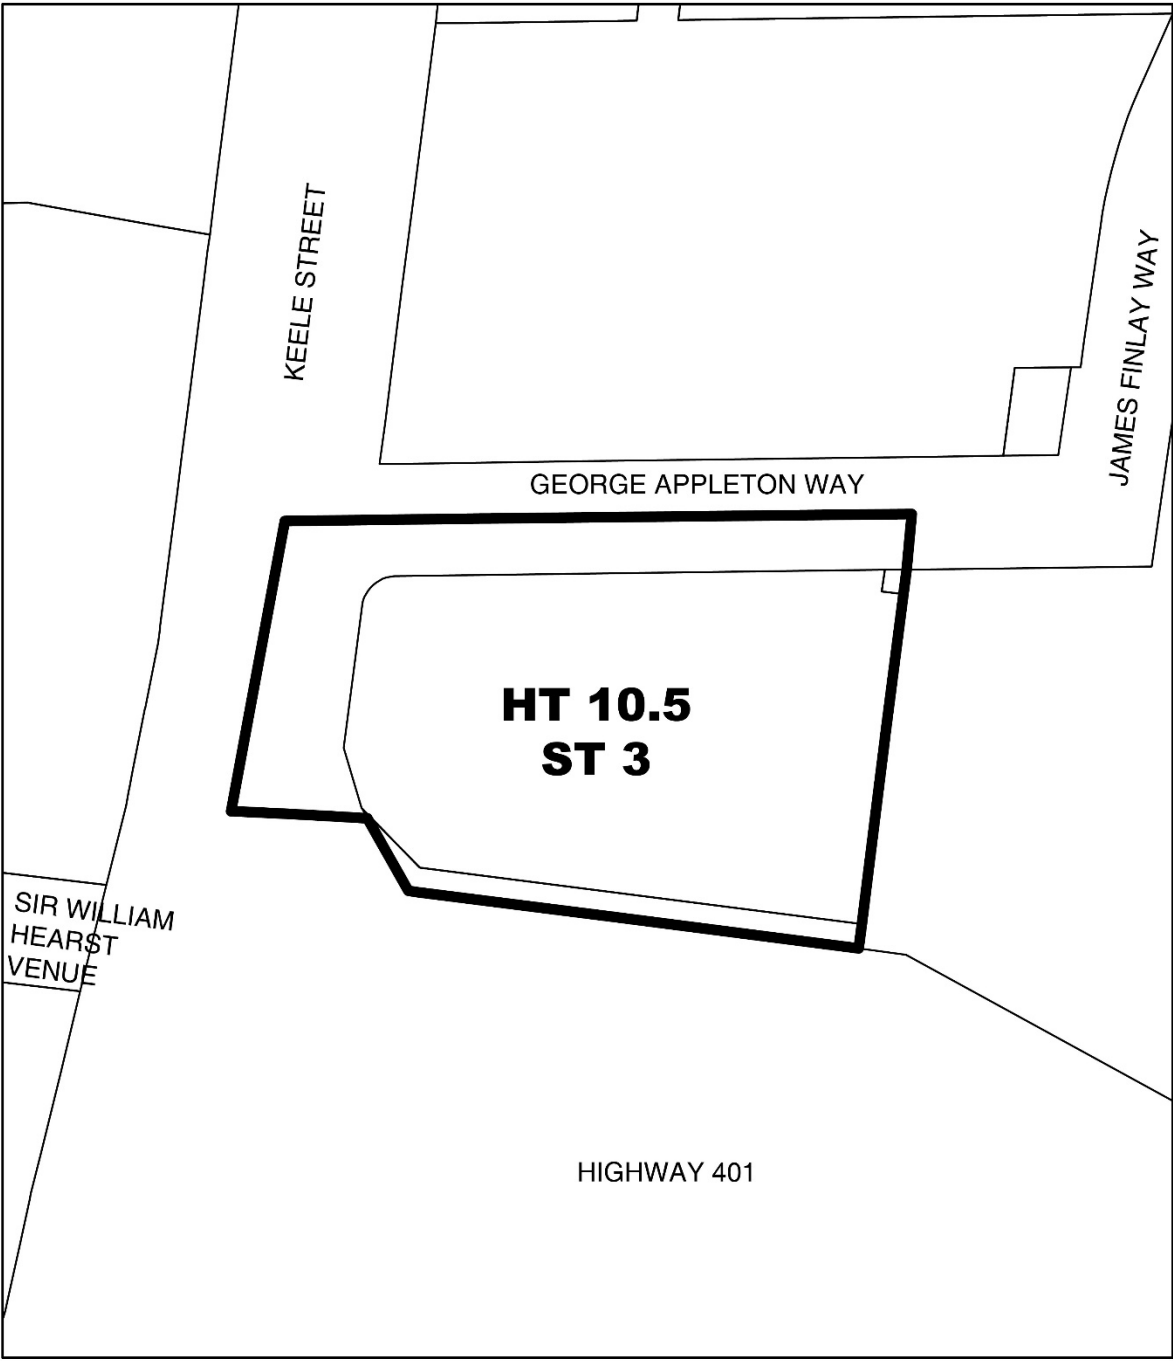 KEELE STREET
JAMES FINLAY WAY
GEORGE APPLETON WAY
HT 10.5
ST 3
SIR WILLIAM
HEARST
VENUE
HIGHWAY 401